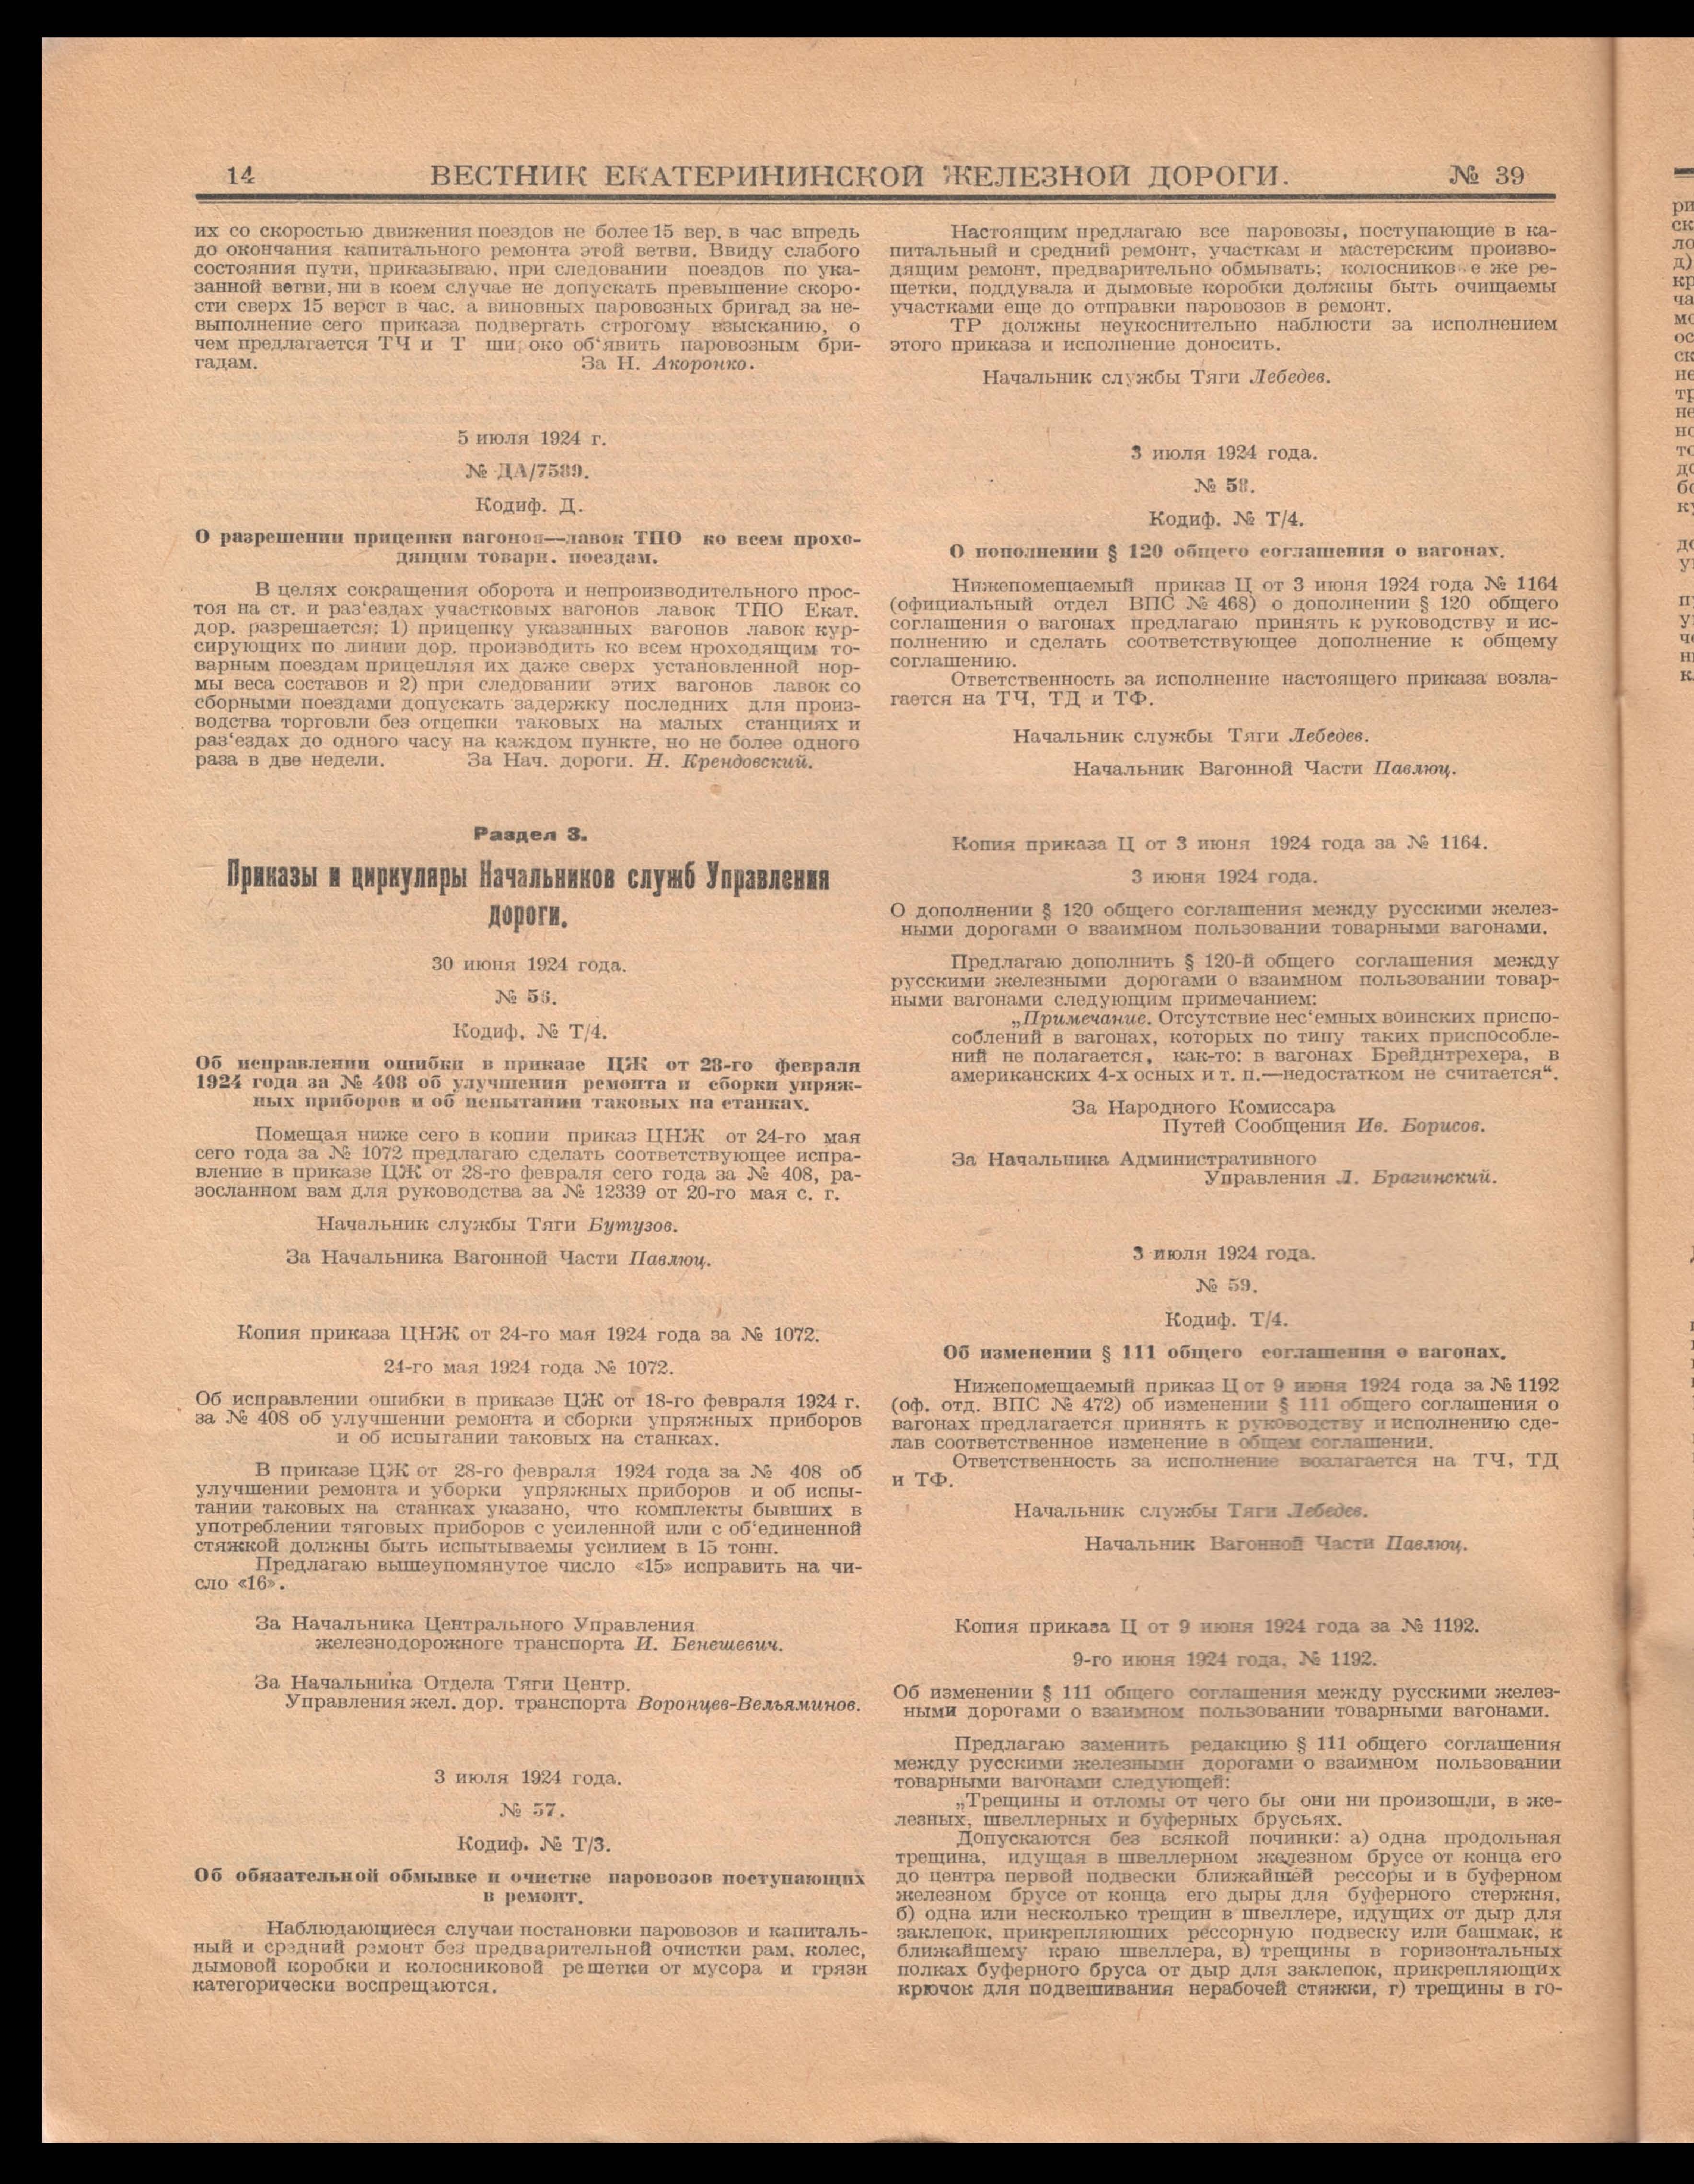 14 ВЕСТНИК ЕКАТЕРИНИНСКОЙ ЖЕЛЕЗНОЙ ДОРОГИ. № 39
их со скоростью движения поездов не более 15 вер. в час впредь
до окончания капитального ремонта этой ветви. Ввиду слабого
состояния пути, приказываю, при следовании поездов по ука-
занной ветви, ни в коем случае не допускать превышение скоро-
сти сверх 15 верст в час, а виновных паровозных бригад за не-
выполнение сего приказа подвергать строгому взысканию, о
чем предлагается ТЧ и Т ши око об‘явить паровозным бри-
гадам. За Н. Акоронко.
5 июля 1924 г.
№ ДА/7589.
Кодиф. Д.
О разрешении прицепки вагонов—лавок ТПО ко всем прохо-
дящим товарн. поездам.
В целях сокращения оборота и непроизводительного прос-
тоя на ст. и раз‘ездах участковых вагонов лавок ТПО Екат.
дор. разрешается: 1) прицепку указанных вагонов лавок кур-
сирующих по линии дор. производить ко всем проходящим то-
варным поездам прицепляя их даже сверх установленной нор-
мы веса составов и 2) при следовании этих вагонов лавок со
сборными поездами допускать задержку последних для произ-
водства торговли без отцепки таковых на малых станциях и
раз‘ездах до одного часу на каждом пункте, но не более одного
раза в две недели. За Нач. дороги. Н. Крендовский.
Раздел 3.
Приказы и циркуляры Начальников служб Управления
дороги.
30 июня 1924 года.
№ 56.
Кодиф. № Т/4.
Об исправлении ошибки в приказе ЦЖ от 28-го февраля
1924 года за № 408 об улучшения ремонта и сборки упряж-
ных приборов и об испытании таковых на станках.
Помещая ниже сего в копии приказ ЦНЖ от 24-го мая
сего года за № 1072 предлагаю сделать соответствующее испра-
вление в приказе ЦЖ от 28-го февраля сего года за № 408, ра-
зосланном вам для руководства за № 12339 от 20-го мая с. г.
Начальник службы Тяги Бутузов.
За Начальника Вагонной Части Павлюц.
Копия приказа ЦНЖ от 24-го мая 1924 года за № 1072.
24-го мая 1924 года № 1072.
Об исправлении ошибки в приказе ЦЖ от 18-го февраля 1924 г.
за № 408 об улучшении ремонта и сборки упряжных приборов
и об испытании таковых на станках.
В приказе ЦЖ от 28-го февраля 1924 года за № 408 об
улучшении ремонта и уборки упряжных приборов и об испы-
тании таковых на станках указано, что комплекты бывших в
употреблении тяговых приборов с усиленной или с об‘единенной
стяжкой должны быть испытываемы усилием в 15 тонн.
Предлагаю вышеупомянутое число «15» исправить на чи-
сло «16».
За Начальника Центрального Управления
железнодорожного транспорта И. Бенешевич.
За Начальника Отдела Тяги Центр.
Управления жел. дор. транспорта Воронцев-Вельяминов.
3 июля 1924 года.
№ 57.
Кодиф. № Т/3.
Об обязательной обмывке и очистке паровозов поступающих
в ремонт.
Наблюдающиеся случаи постановки паровозов и капиталь-
ный и средний ремонт без предварительной очистки рам, колес,
дымовой коробки и колосниковой решетки от мусора и грязи
категорически воспрещаются.
Настоящим предлагаю все паровозы, поступающие в ка-
питальный и средний ремонт, участкам и мастерским произво-
дящим ремонт, предварительно обмывать; колосников е же ре-
шетки, поддувала и дымовые коробки должны быть очищаемы
участками еще до отправки паровозов в ремонт.
ТР должны неукоснительно наблюсти за исполнением
этого приказа и исполнение доносить.
Начальник службы Тяги Лебедев.
3 июля 1924 года.
№ 58.
Кодиф. № Т/4.
О пополнении § 120 общего соглашения о вагонах.
Нижепомещаемый приказ Ц от 3 июня 1924 года № 1164
(официальный отдел ВПС № 468) о дополнении § 120 общего
соглашения о вагонах предлагаю принять к руководству и ис-
полнению и сделать соответствующее дополнение к общему
соглашению.
Ответственность за исполнение настоящего приказа возла-
гается на ТЧ, ТД и ТФ.
Начальник службы Тяги Лебедев.
Начальник Вагонной Части Павлюц.
Копия приказа Ц от 3 июня 1924 года за № 1164.
3 июня 1924 года.
О дополнении § 120 общего соглашения между русскими желез-
ными дорогами о взаимном пользовании товарными вагонами.
Предлагаю дополнить § 120-й общего соглашения между
русскими железными дорогами о взаимном пользовании товар-
ными вагонами следующим примечанием:
„Примечание. Отсутствие нес‘емных воинских приспо-
соблений в вагонах, которых по типу таких приспособле-
ний не полагается, как-то: в вагонах Брейднтрехера, в
американских 4-х осных и т. п.—недостатком не считается“.
За Народного Комиссара
Путей Сообщения Ив. Борисов.
За Начальника Административного
Управления Л. Брагинский.
3 июля 1924 года.
№ 59.
Кодиф. Т/4.
Об изменении § 111 общего соглашения о вагонах.
Нижепомещаемый приказ Ц от 9 июня 1924 года за № 1192
(оф. отд. ВПС № 472) об изменении § 111 общего соглашения о
вагонах предлагается принять к руководству и исполнению сде-
лав соответственное изменение в общем соглашении.
Ответственность за исполнение возлагается на ТЧ, ТД
и ТФ.
Начальник службы Тяги Лебедев.
Начальник Вагонной Части Павлюц.
Копия приказа Ц от 9 июня 1924 года за № 1192.
9-го июня 1924 года. № 1192.
Об изменении § 111 общего соглашения между русскими желез-
ными дорогами о взаимном пользовании товарными вагонами.
Предлагаю заменить редакцию § 111 общего соглашения
между русскими железными дорогами о взаимном пользовании
товарными вагонами следующей:
„Трещины и отломы от чего бы они ни произошли, в же-
лезных, швеллерных и буферных брусьях.
Допускаются без всякой починки: а) одна продольная
трещина, идущая в швеллерном железном брусе от конца его
до центра первой подвески ближайшей рессоры и в буферном
железном брусе от конца его дыры для буферного стержня,
б) одна или несколько трещин в швеллере, идущих от дыр для
заклепок, прикрепляющих рессорную подвеску или башмак, к
ближайшему краю швеллера, в) трещины в горизонтальных
полках буферного бруса от дыр для заклепок, прикрепляющих
крючок для подвешивания нерабочей стяжки, г) трещины в го-